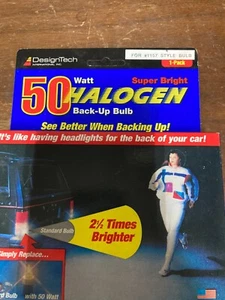 DesignTech
FOR #1157 STYLE BULB
1-Pack
50 Watt
Super Bright
HALOGEN
Back-Up Bulb
See Better When Backing Up!
It's like having headlights for the back of your car!
2½ Times
Brighter
Standard Bulb
Simply Replace...
Standard Bulb
with 50 Watt